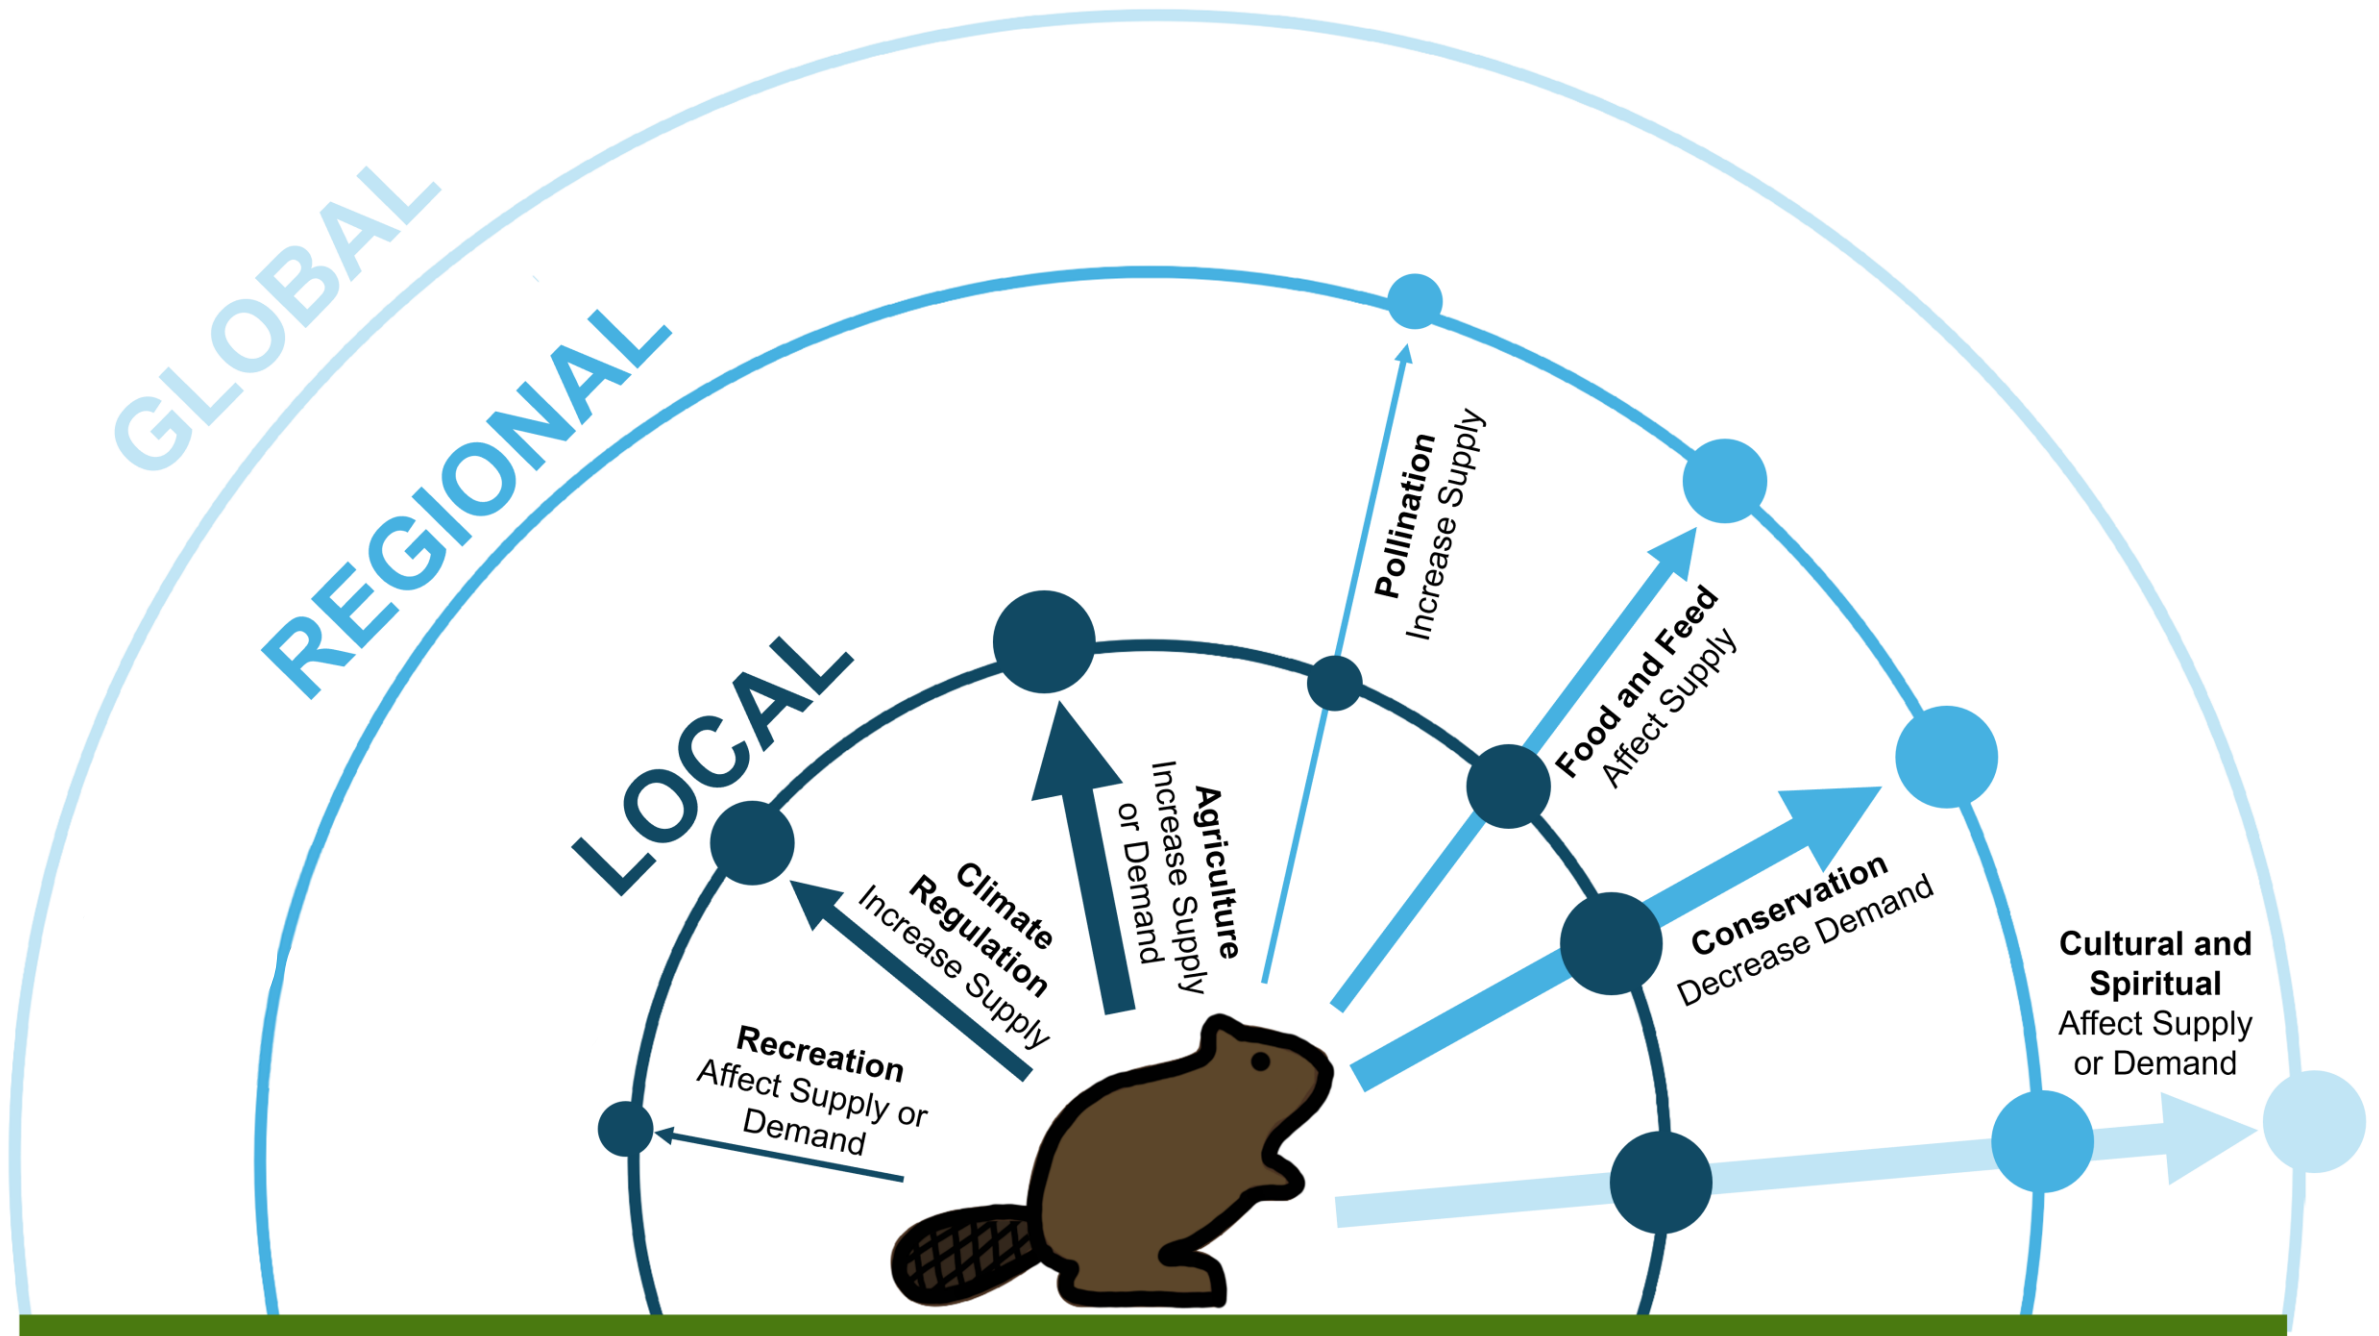 GLOBAL
REGIONAL
LOCAL
Recreation
Affect Supply or
Demand
Climate
Regulation
Increase Supply
Agriculture
Increase Supply
or Demand
Pollination
Increase Supply
Food and Feed
Affect Supply
Conservation
Decrease Demand
Cultural and
Spiritual
Affect Supply
or Demand